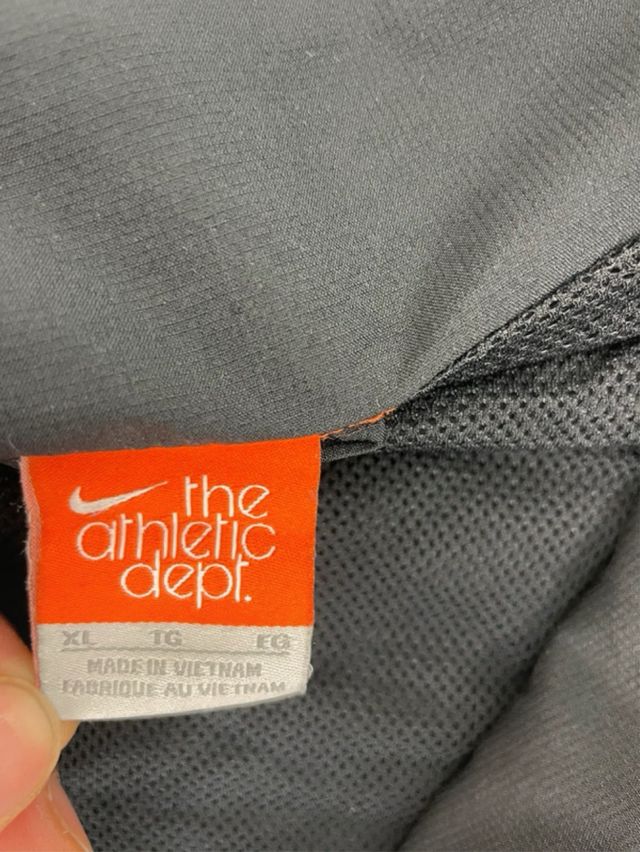 the
athletic
dept.
XL TG EG
MADE IN VIETNAM
FABRIQUE AU VIETNAM